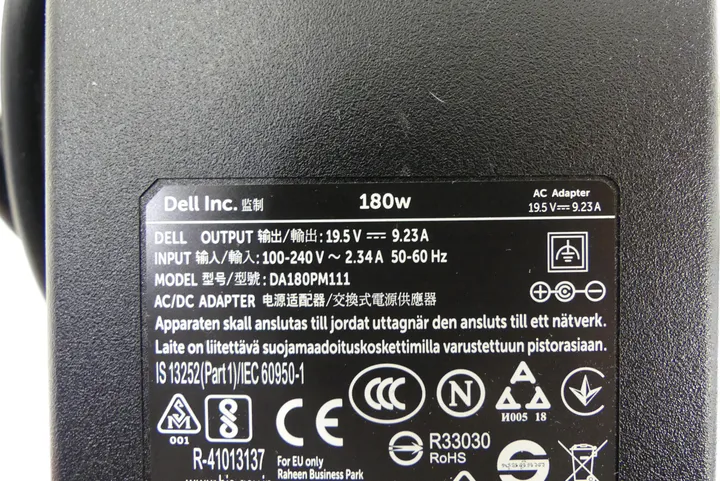 Dell Inc. 监制 180w AC Adapter
19.5 V⎓ 9.23 A
DELL OUTPUT 输出/輸出: 19.5 V ⎓ 9.23 A
INPUT 输入/輸入: 100-240 V ~ 2.34 A 50-60 Hz
MODEL 型号/型號: DA180PM111
AC/DC ADAPTER 电源适配器/交換式電源供應器
Apparaten skall anslutas till jordat uttagnär den ansluts till ett nätverk.
Laite on liitettävä suojamaadoituskoskettimilla varustettuun pistorasiaan.
IS 13252(Part1)/IEC 60950-1
CCC N
И005 18
001
CE
R-41013137
For EU only
Raheen Business Park
R33030
RoHS